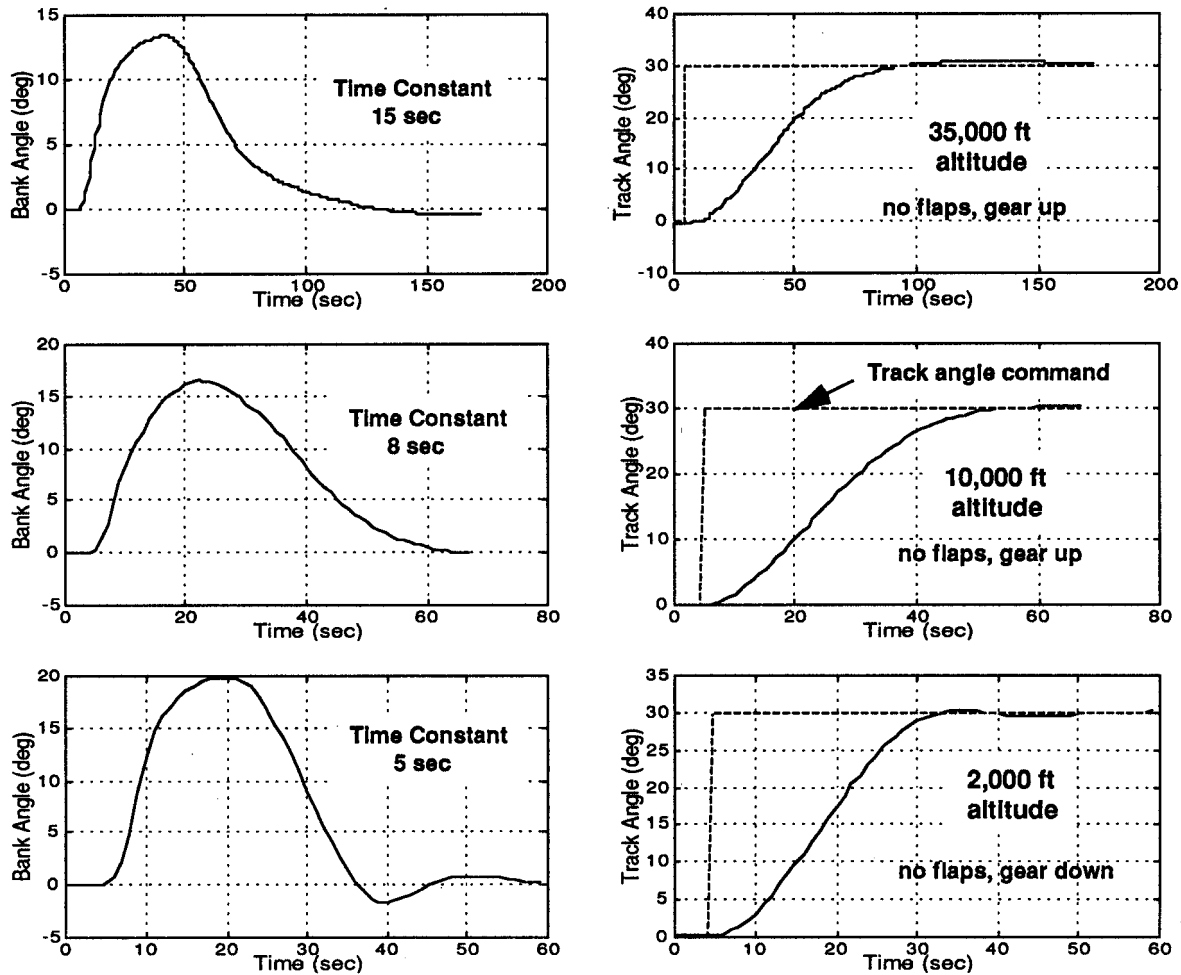 15
10
5
0
-5
Bank Angle (deg)
Time Constant
15 sec
0
50
100
150
200
Time (sec)
40
30
20
10
0
-10
Track Angle (deg)
35,000 ft
altitude
no flaps, gear up
0
50
100
150
200
Time (sec)
20
15
10
5
0
-5
Bank Angle (deg)
Time Constant
8 sec
0
20
40
60
80
Time (sec)
40
30
20
10
0
Track Angle (deg)
Track angle command
10,000 ft
altitude
no flaps, gear up
0
20
40
60
80
Time (sec)
20
15
10
5
0
-5
Bank Angle (deg)
Time Constant
5 sec
0
10
20
30
40
50
60
Time (sec)
35
30
25
20
15
10
5
0
Track Angle (deg)
2,000 ft
altitude
no flaps, gear down
0
10
20
30
40
50
60
Time (sec)